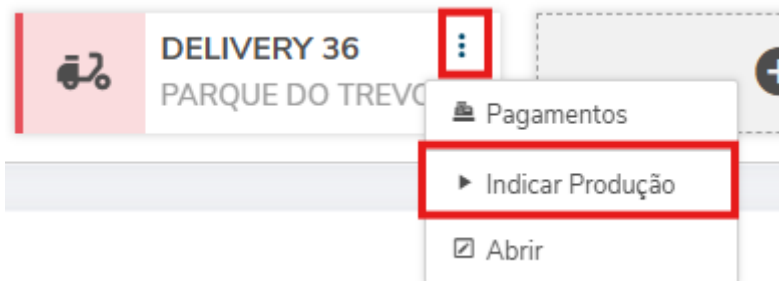 DELIVERY 36
PARQUE DO TREVO
Pagamentos
Indicar Produção
Abrir